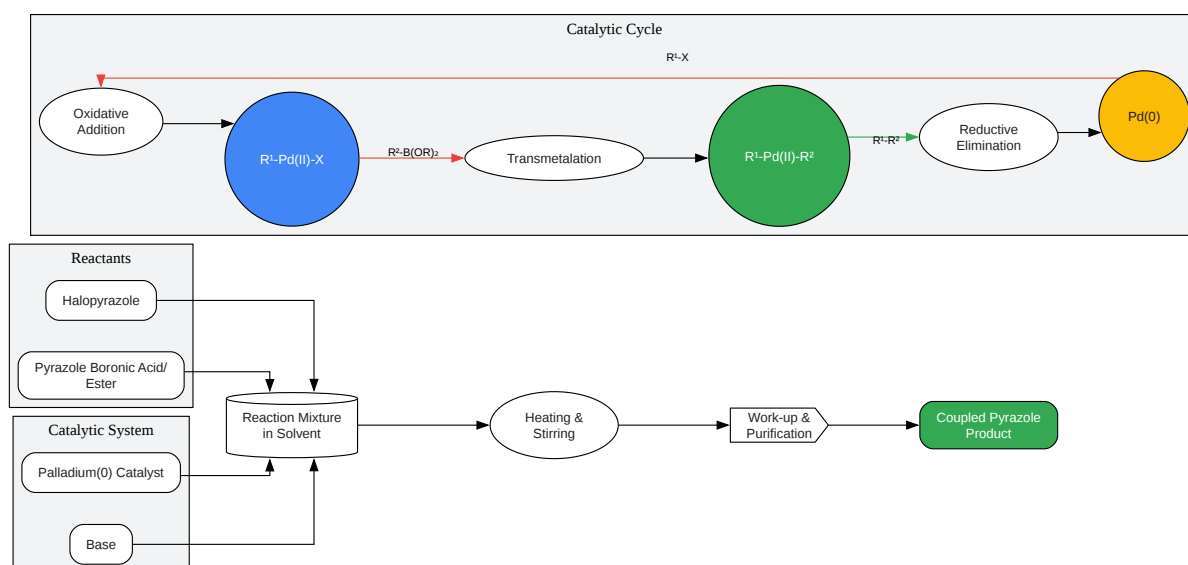 Catalytic Cycle
R¹-X
Oxidative
Addition
R¹-Pd(II)-X
R²-B(OR)₂
Transmetalation
R¹-Pd(II)-R²
R¹-R²
Reductive
Elimination
Pd(0)
Reactants
Halopyrazole
Pyrazole Boronic Acid/
Ester
Catalytic System
Palladium(0) Catalyst
Base
Reaction Mixture
in Solvent
Heating &
Stirring
Work-up &
Purification
Coupled Pyrazole
Product